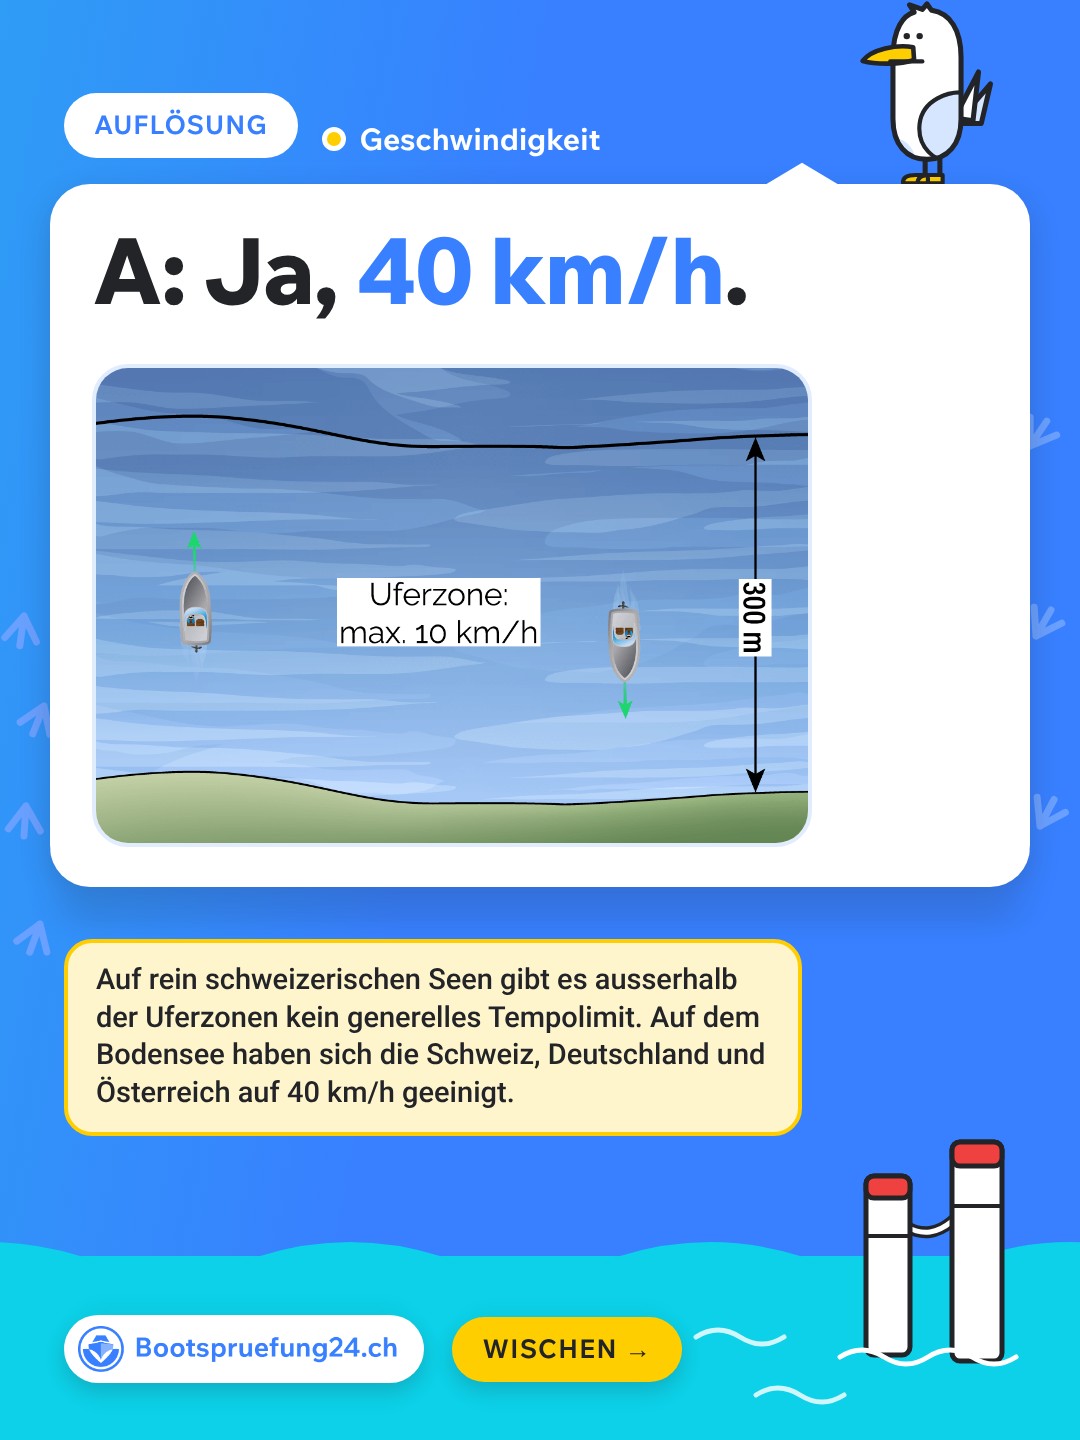 AUFLÖSUNG
Geschwindigkeit
A: Ja, 40 km/h.
Uferzone:
max. 10 km/h
300 m
Auf rein schweizerischen Seen gibt es ausserhalb
der Uferzonen kein generelles Tempolimit. Auf dem
Bodensee haben sich die Schweiz, Deutschland und
Österreich auf 40 km/h geeinigt.
Bootspruefung24.ch
WISCHEN →